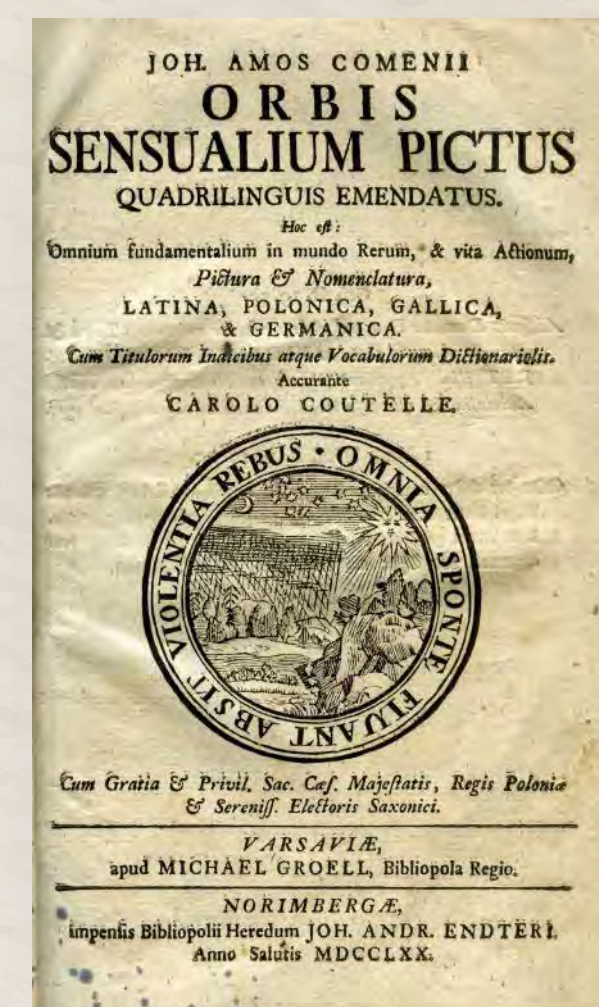 JOH. AMOS COMENII
ORBIS
SENSUALIUM PICTUS
QUADRILINGUIS EMENDATUS.
Hoc eſt:
Omnium fundamentalium in mundo Rerum, & vita Actionum,
Pictura & Nomenclatura,
LATINA, POLONICA, GALLICA,
& GERMANICA.
Cum Titulorum Indicibus atque Vocabulorum Dictionariolis.
Accurante
CAROLO COUTELLE.
OMNIA SPONTE FLUANT ABSIT VIOLENTIA REBUS ·
Cum Gratia & Privil. Sac. Cæſ. Majeſtatis, Regis Poloniæ
& Sereniſſ. Electoris Saxonici.
VARSAVIÆ,
apud MICHAEL GROELL, Bibliopola Regio.
NORIMBERGÆ,
impenſis Bibliopolii Heredum JOH. ANDR. ENDTERI.
Anno Salutis MDCCLXX.